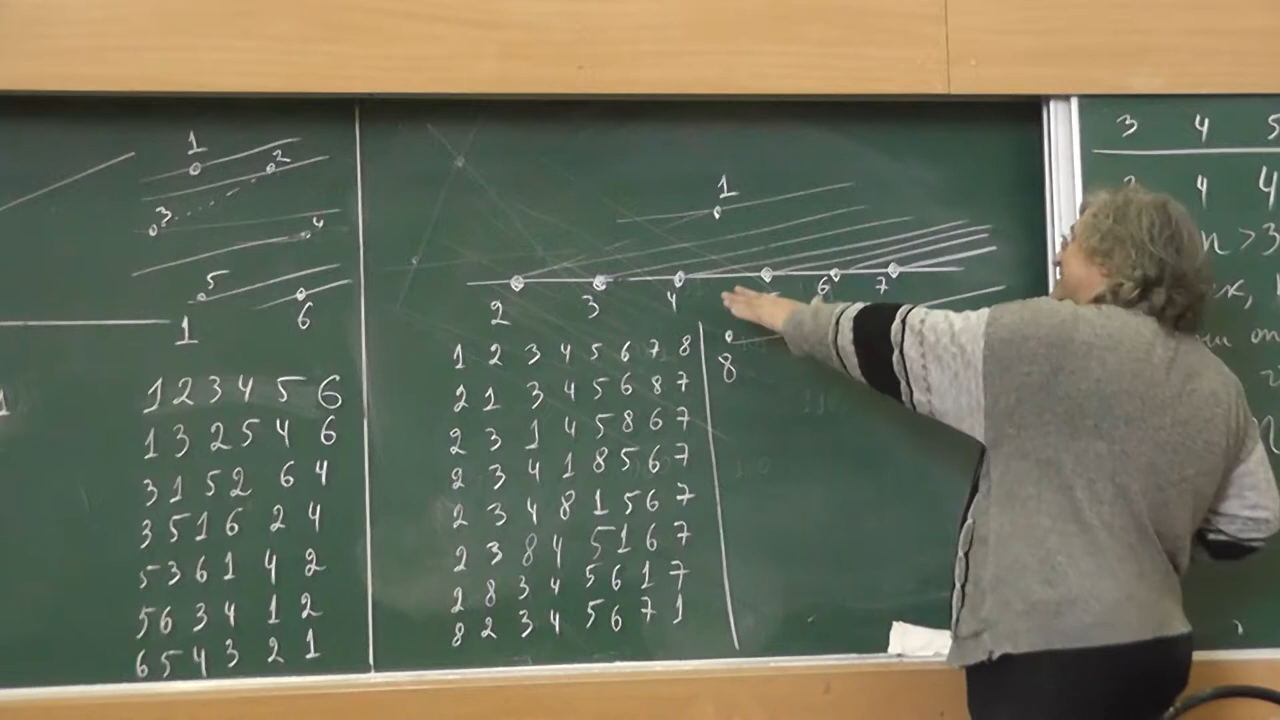 1
2
3
4
5
6
1
1 2 3 4 5 6
1 3 2 5 4 6
3 1 5 2 6 4
3 5 1 6 2 4
5 3 6 1 4 2
5 6 3 4 1 2
6 5 4 3 2 1
1
1
2 3 4 6 7
8
1 2 3 4 5 6 7 8
2 1 3 4 5 6 8 7
2 3 1 4 5 8 6 7
2 3 4 1 8 5 6 7
2 3 4 8 1 5 6 7
2 3 8 4 5 1 6 7
2 8 3 4 5 6 1 7
8 2 3 4 5 6 7 1
3 4 5
4 4
n > 3